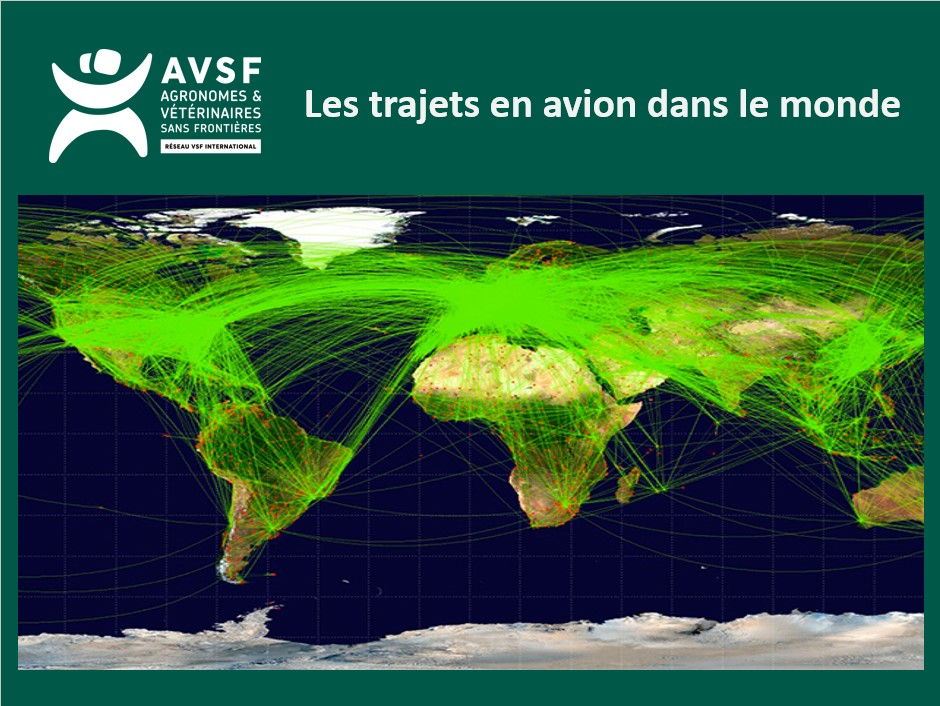 AVSF
AGRONOMES &
VÉTÉRINAIRES
SANS FRONTIÈRES
RÉSEAU VSF INTERNATIONAL
Les trajets en avion dans le monde